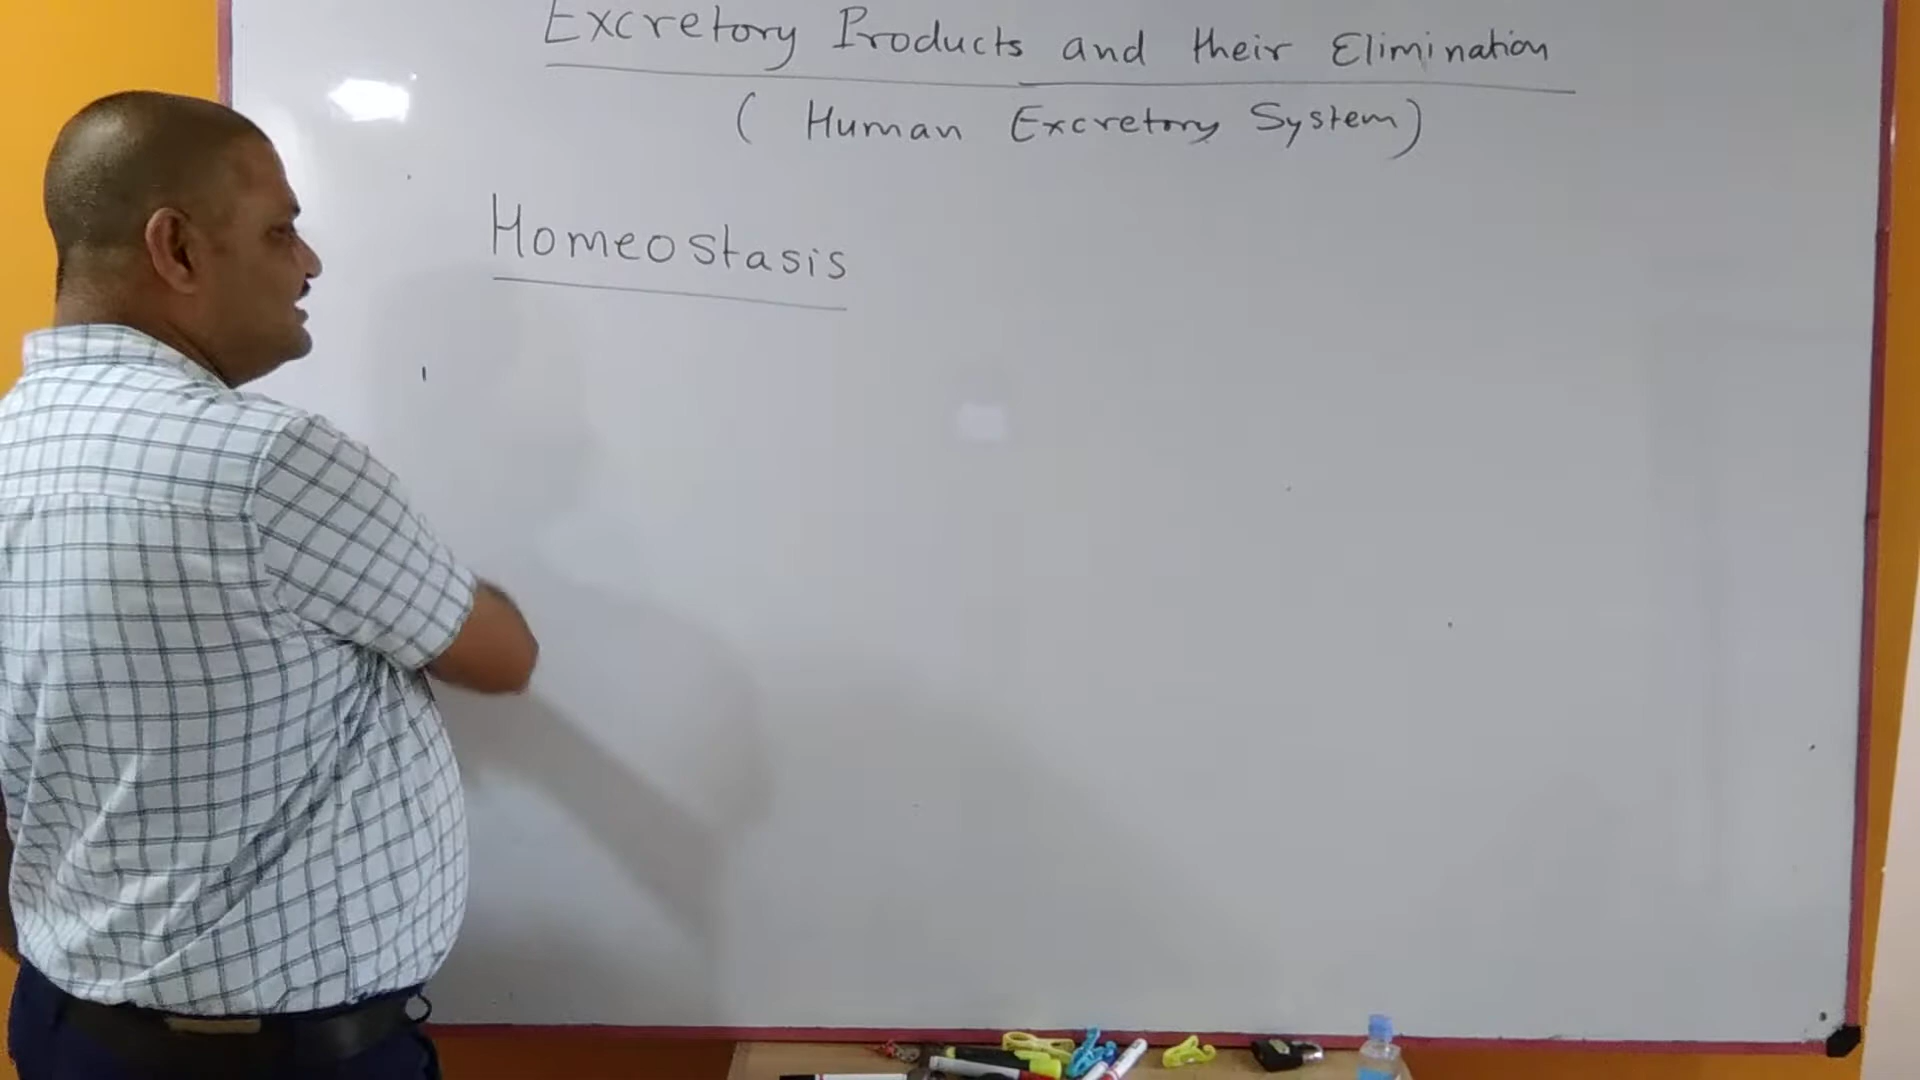 Excretory Products and their Elimination
( Human Excretory System )
Homeostasis